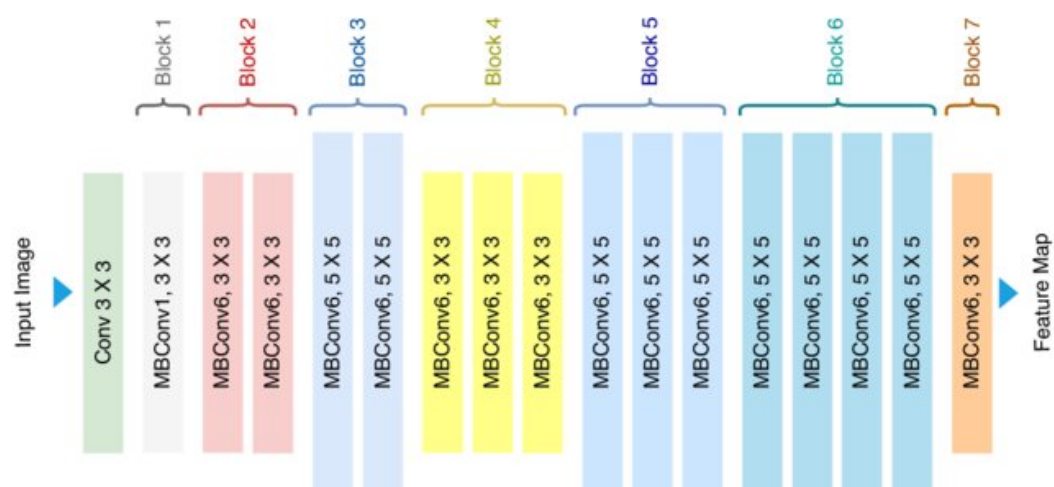 Block 1
Block 2
Block 3
Block 4
Block 5
Block 6
Block 7
Input Image
Conv 3 X 3
MBConv1, 3 X 3
MBConv6, 3 X 3
MBConv6, 3 X 3
MBConv6, 5 X 5
MBConv6, 5 X 5
MBConv6, 3 X 3
MBConv6, 3 X 3
MBConv6, 3 X 3
MBConv6, 5 X 5
MBConv6, 5 X 5
MBConv6, 5 X 5
MBConv6, 5 X 5
MBConv6, 5 X 5
MBConv6, 5 X 5
MBConv6, 5 X 5
MBConv6, 3 X 3
Feature Map